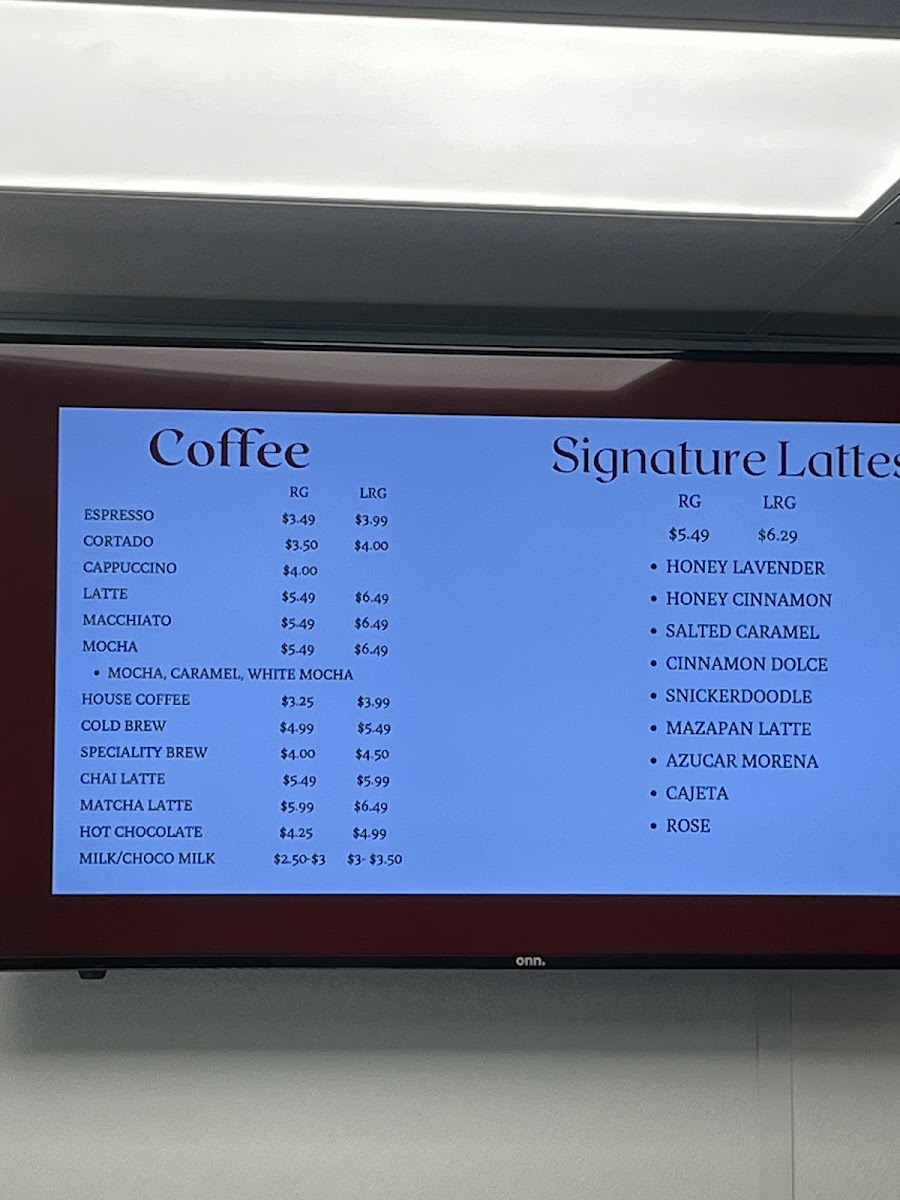 Coffee
RG LRG
ESPRESSO $3.49 $3.99
CORTADO $3.50 $4.00
CAPPUCCINO $4.00
LATTE $5.49 $6.49
MACCHIATO $5.49 $6.49
MOCHA $5.49 $6.49
• MOCHA, CARAMEL, WHITE MOCHA
HOUSE COFFEE $3.25 $3.99
COLD BREW $4.99 $5.49
SPECIALITY BREW $4.00 $4.50
CHAI LATTE $5.49 $5.99
MATCHA LATTE $5.99 $6.49
HOT CHOCOLATE $4.25 $4.99
MILK/CHOCO MILK $2.50-$3 $3- $3.50
Signature Lattes
RG LRG
$5.49 $6.29
• HONEY LAVENDER
• HONEY CINNAMON
• SALTED CARAMEL
• CINNAMON DOLCE
• SNICKERDOODLE
• MAZAPAN LATTE
• AZUCAR MORENA
• CAJETA
• ROSE
onn.